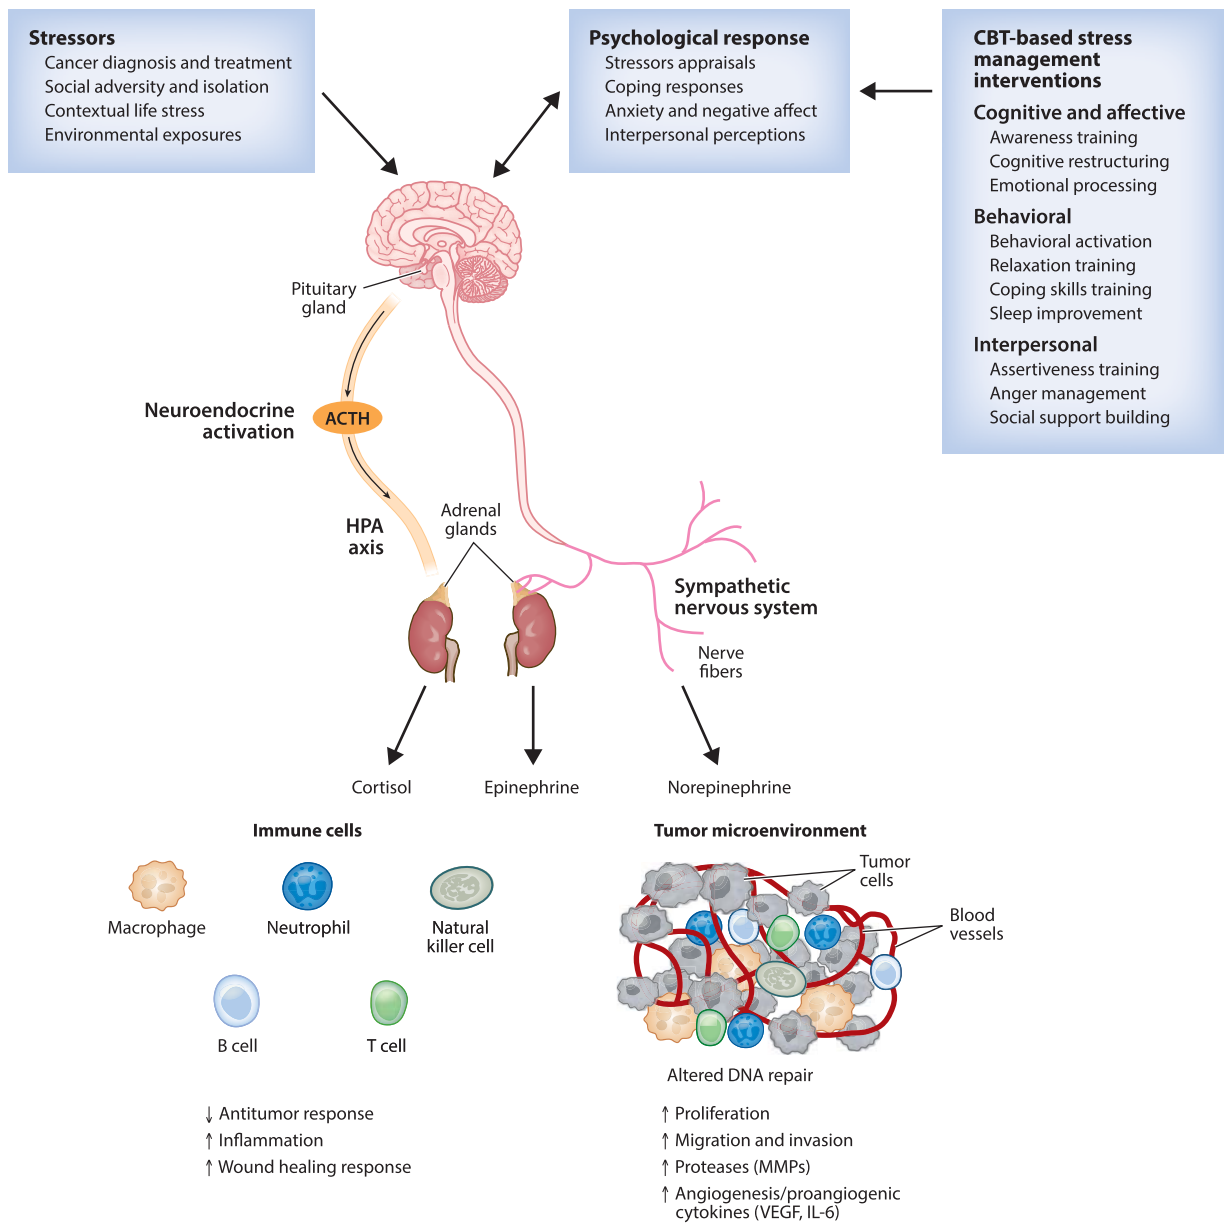 Stressors
Cancer diagnosis and treatment
Social adversity and isolation
Contextual life stress
Environmental exposures
Psychological response
Stressors appraisals
Coping responses
Anxiety and negative affect
Interpersonal perceptions
CBT-based stress
management
interventions
Cognitive and affective
Awareness training
Cognitive restructuring
Emotional processing
Behavioral
Behavioral activation
Relaxation training
Coping skills training
Sleep improvement
Interpersonal
Assertiveness training
Anger management
Social support building
Pituitary
gland
Neuroendocrine
activation
ACTH
HPA
axis
Adrenal
glands
Sympathetic
nervous system
Nerve
fibers
Cortisol
Epinephrine
Norepinephrine
Immune cells
Macrophage
Neutrophil
Natural
killer cell
B cell
T cell
↓ Antitumor response
↑ Inflammation
↑ Wound healing response
Tumor microenvironment
Tumor
cells
Blood
vessels
Altered DNA repair
↑ Proliferation
↑ Migration and invasion
↑ Proteases (MMPs)
↑ Angiogenesis/proangiogenic
cytokines (VEGF, IL-6)